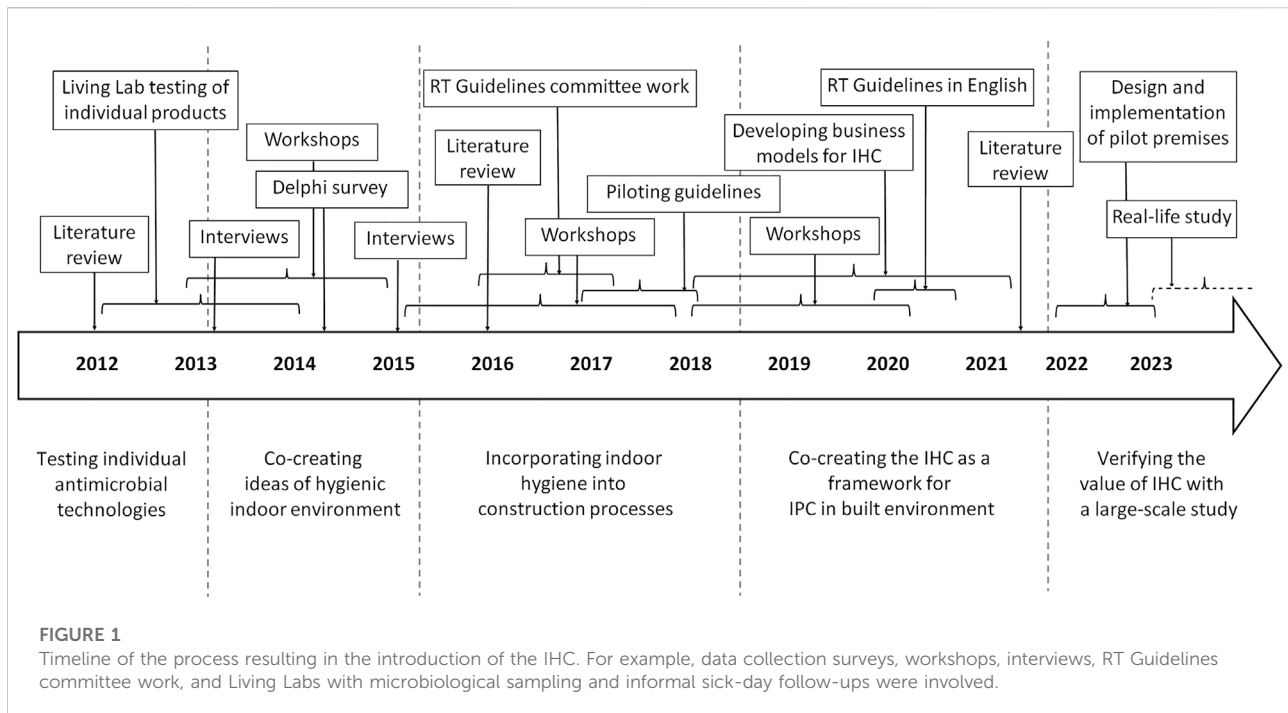 Living Lab testing of
individual products
Workshops
Delphi survey
Literature
review
Interviews
Interviews
RT Guidelines committee work
Literature
review
Piloting guidelines
Workshops
RT Guidelines in English
Developing business
models for IHC
Workshops
Literature
review
Design and
implementation
of pilot premises
Real-life study
2012 2013 2014 2015 2016 2017 2018 2019 2020 2021 2022 2023
Testing individual
antimicrobial
technologies
Co-creating
ideas of hygienic
indoor environment
Incorporating indoor
hygiene into
construction processes
Co-creating the IHC as a
framework for
IPC in built environment
Verifying the
value of IHC with
a large-scale study
FIGURE 1
Timeline of the process resulting in the introduction of the IHC. For example, data collection surveys, workshops, interviews, RT Guidelines
committee work, and Living Labs with microbiological sampling and informal sick-day follow-ups were involved.